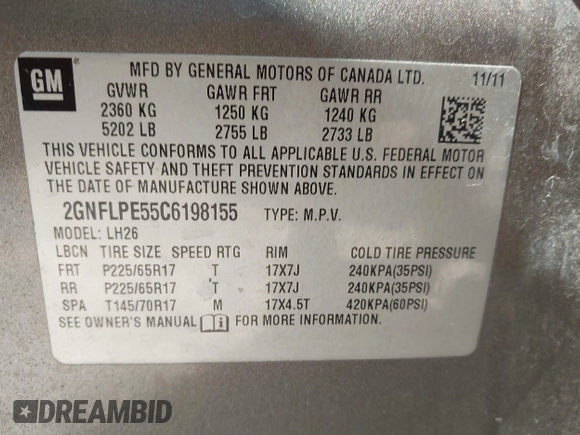 GM
MFD BY GENERAL MOTORS OF CANADA LTD. 11/11
GVWR GAWR FRT GAWR RR
2360 KG 1250 KG 1240 KG
5202 LB 2755 LB 2733 LB
THIS VEHICLE CONFORMS TO ALL APPLICABLE U.S. FEDERAL MOTOR
VEHICLE SAFETY AND THEFT PREVENTION STANDARDS IN EFFECT
ON THE DATE OF MANUFACTURE SHOWN ABOVE.
2GNFLPE55C6198155 TYPE: M.P.V.
MODEL: LH26
LBCN TIRE SIZE SPEED RTG RIM COLD TIRE PRESSURE
FRT P225/65R17 T 17X7J 240KPA(35PSI)
RR P225/65R17 T 17X7J 240KPA(35PSI)
SPA T145/70R17 M 17X4.5T 420KPA(60PSI)
SEE OWNER'S MANUAL FOR MORE INFORMATION.
DREAMBID